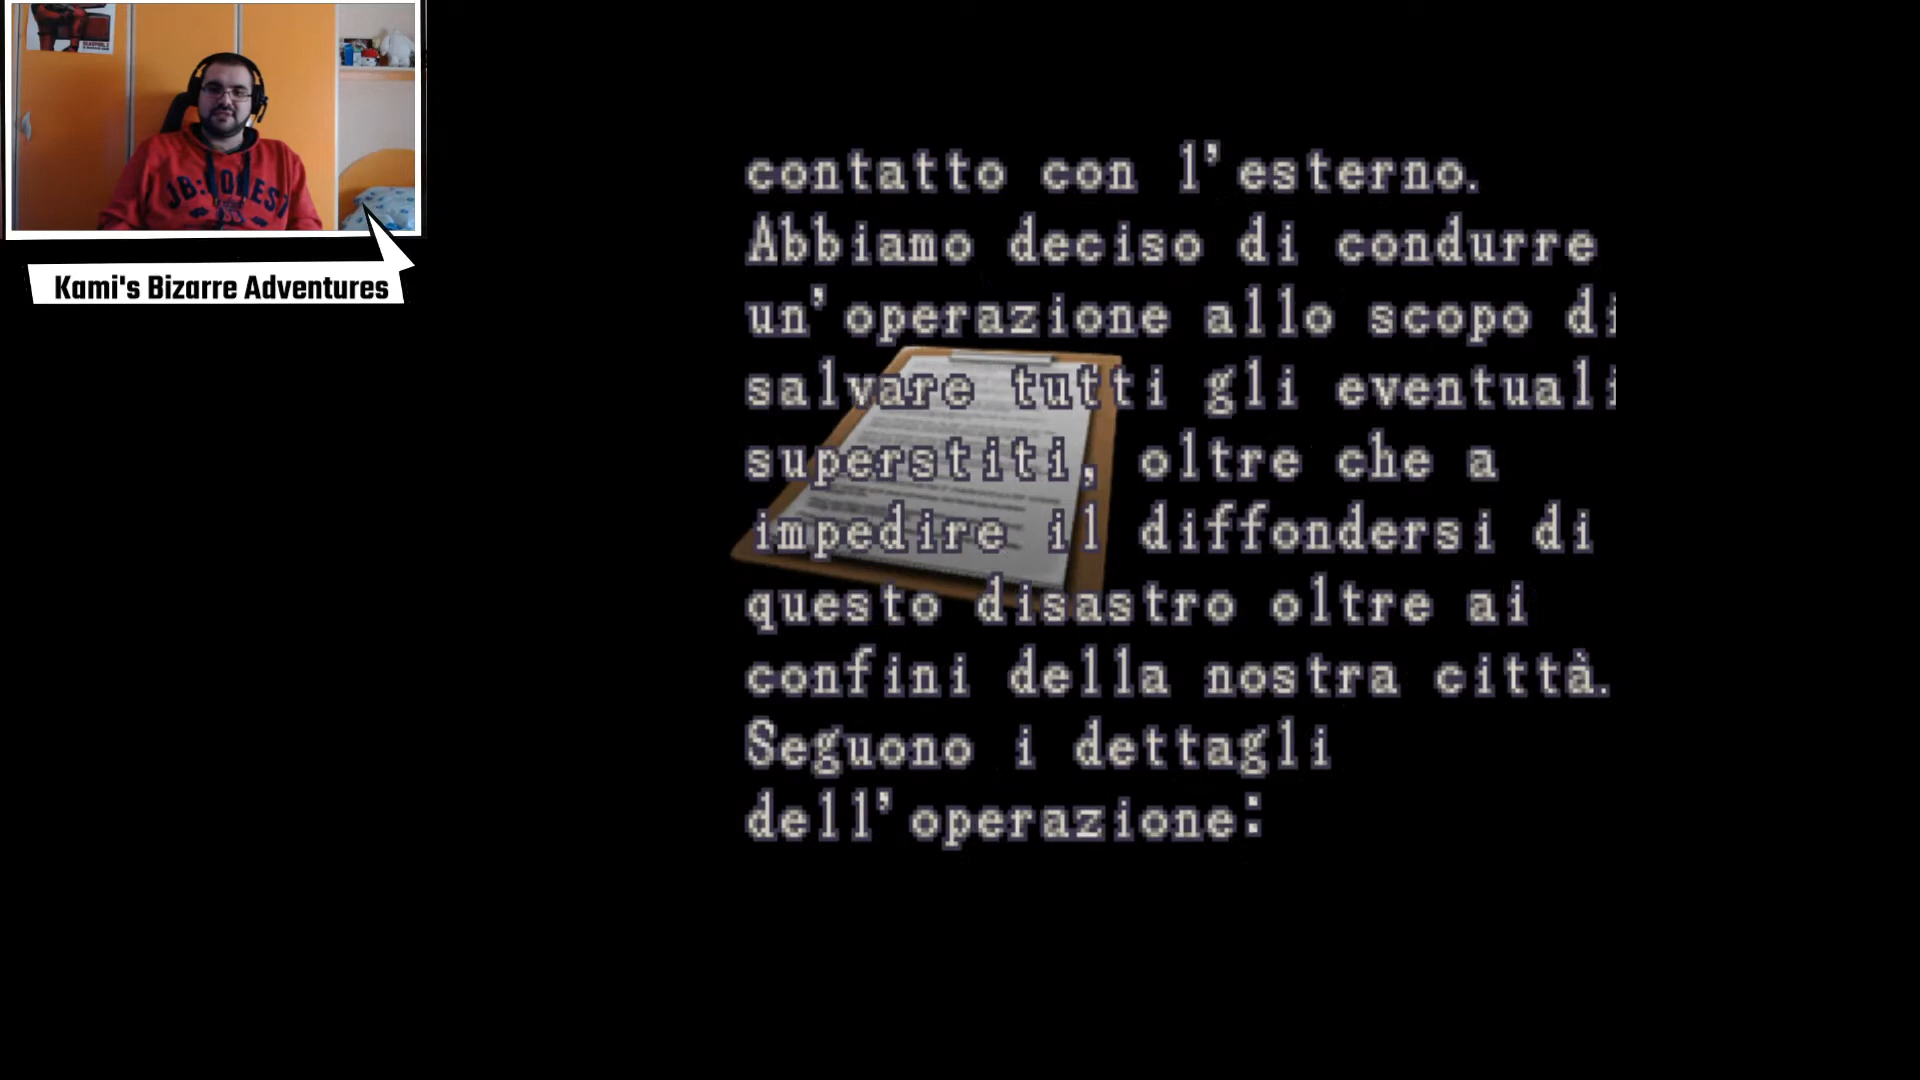 Kami's Bizarre Adventures
contatto con l'esterno.
Abbiamo deciso di condurre
un'operazione allo scopo di
salvare tutti gli eventuali
superstiti, oltre che a
impedire il diffondersi di
questo disastro oltre ai
confini della nostra città.
Seguono i dettagli
dell'operazione: